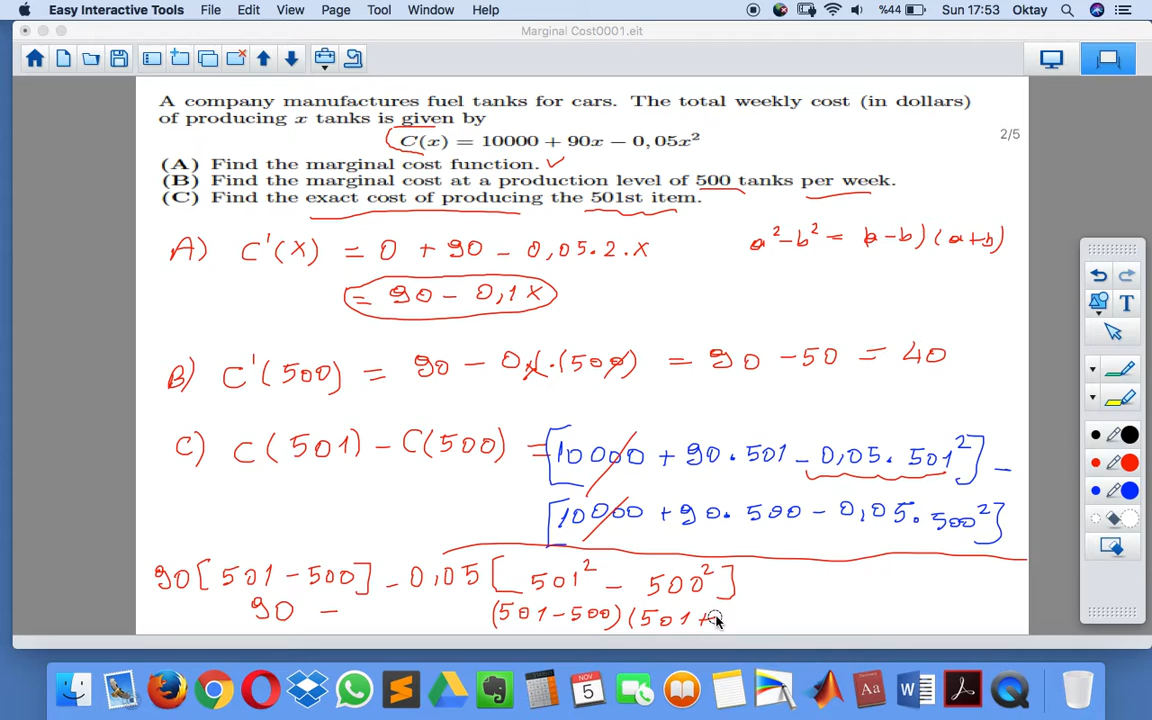 Easy Interactive Tools File Edit View Page Tool Window Help %44 Sun 17:53 Oktay
Marginal Cost0001.eit
A company manufactures fuel tanks for cars. The total weekly cost (in dollars)
of producing x tanks is given by
C(x) = 10000 + 90x − 0,05x²
2/5
(A) Find the marginal cost function. ✓
(B) Find the marginal cost at a production level of 500 tanks per week.
(C) Find the exact cost of producing the 501st item.
A) C'(x) = 0 + 90 − 0,05.2.x
a²−b² = (a−b)(a+b)
= 90 − 0,1x
B) C'(500) = 90 − 0,1.(500) = 90 − 50 = 40
C) C(501) − C(500) = [10000 + 90.501 − 0,05.501²] −
[10000 + 90.500 − 0,05.500²]
90[501 − 500] − 0,05[501² − 500²]
90 − (501−500)(501+
T
Aa
W
NOV
5